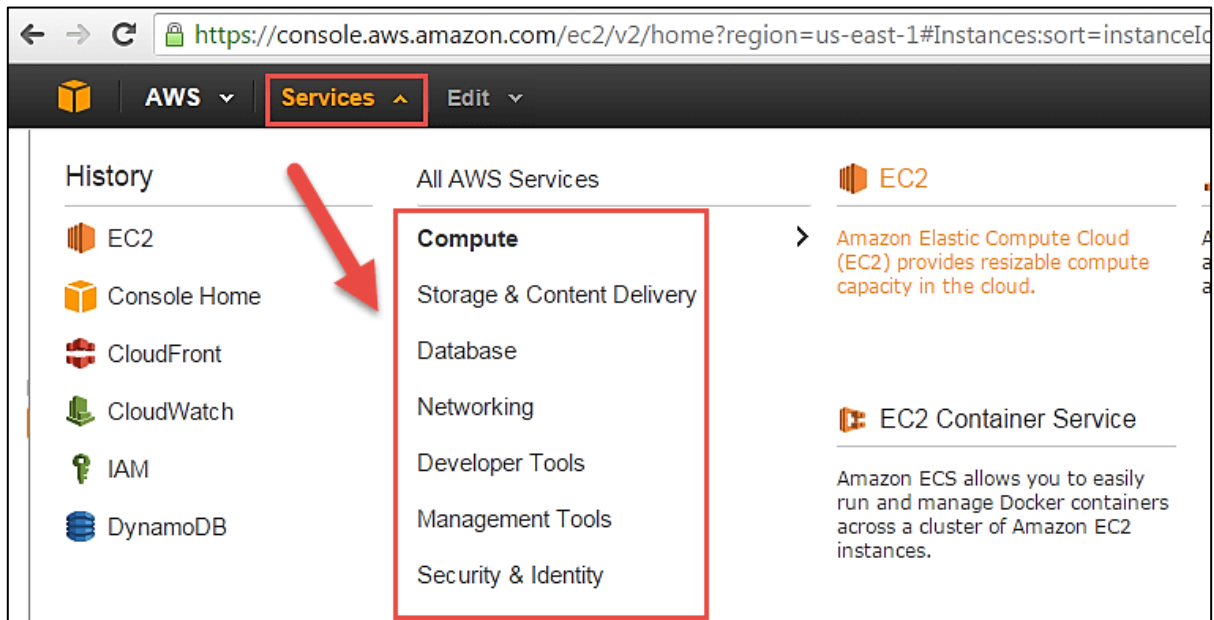 https://console.aws.amazon.com/ec2/v2/home?region=us-east-1#Instances:sort=instanceId
AWS Services Edit
History
EC2
Console Home
CloudFront
CloudWatch
IAM
DynamoDB
All AWS Services
Compute
Storage & Content Delivery
Database
Networking
Developer Tools
Management Tools
Security & Identity
EC2
Amazon Elastic Compute Cloud
(EC2) provides resizable compute
capacity in the cloud.
EC2 Container Service
Amazon ECS allows you to easily
run and manage Docker containers
across a cluster of Amazon EC2
instances.